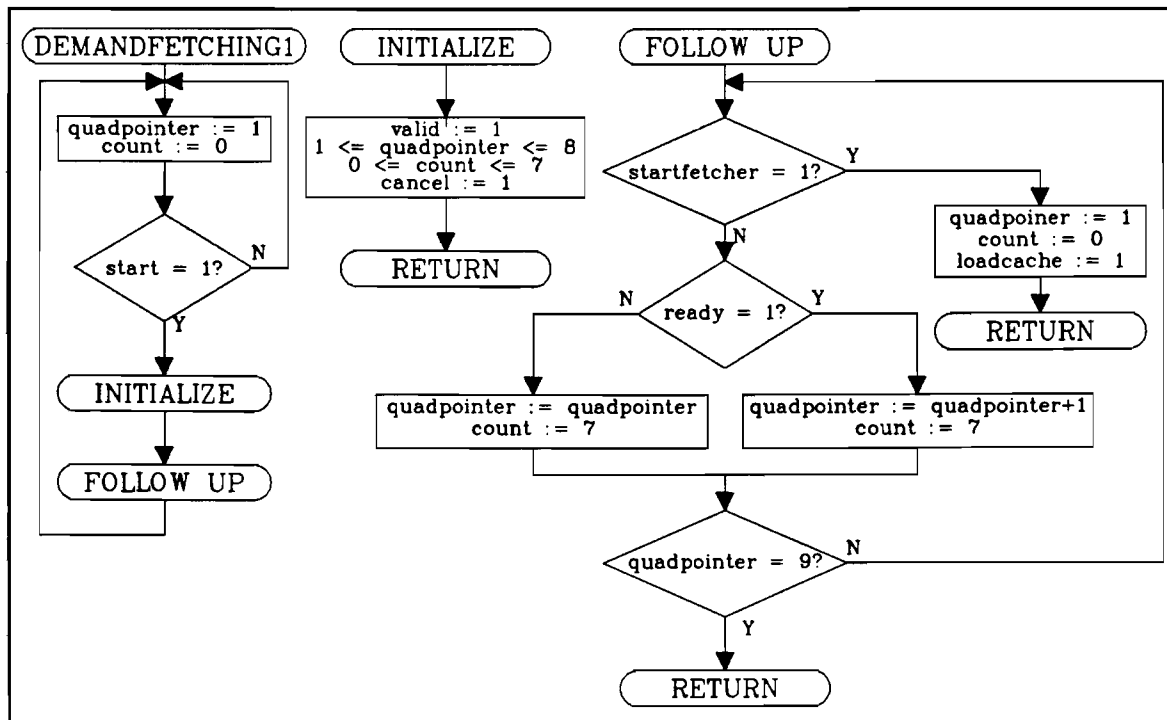 DEMANDFETCHING1
quadpointer := 1
count := 0
start = 1?
N
Y
INITIALIZE
FOLLOW UP
INITIALIZE
valid := 1
1 <= quadpointer <= 8
0 <= count <= 7
cancel := 1
RETURN
FOLLOW UP
startfetcher = 1?
Y
N
quadpoiner := 1
count := 0
loadcache := 1
RETURN
ready = 1?
N
Y
quadpointer := quadpointer
count := 7
quadpointer := quadpointer+1
count := 7
quadpointer = 9?
N
Y
RETURN